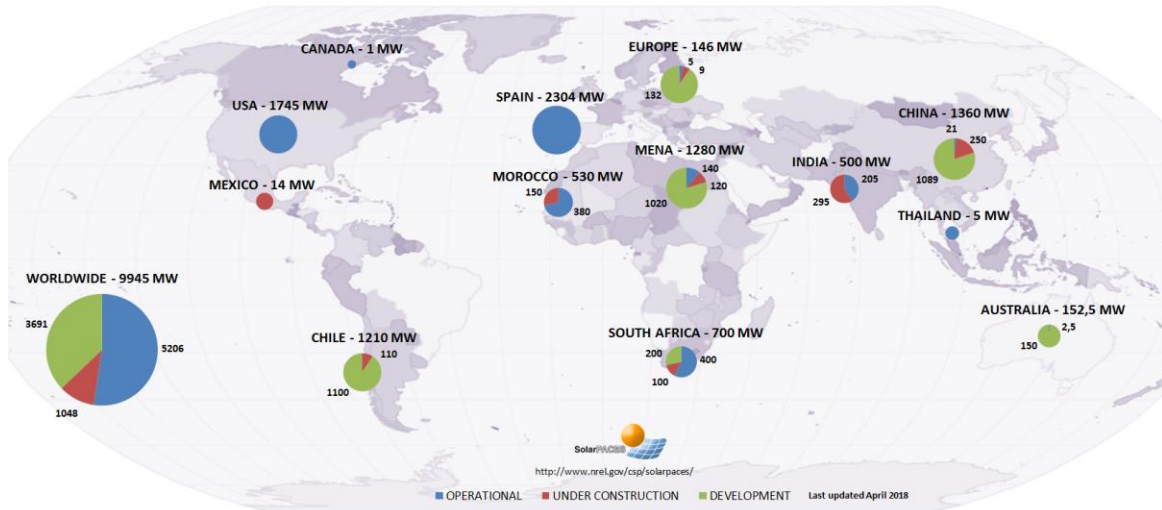 CANADA - 1 MW
EUROPE - 146 MW
5
9
132
USA - 1745 MW
SPAIN - 2304 MW
CHINA - 1360 MW
21
250
1089
MENA - 1280 MW
140
120
1020
INDIA - 500 MW
205
295
MEXICO - 14 MW
MOROCCO - 530 MW
150
380
THAILAND - 5 MW
WORLDWIDE - 9945 MW
3691
5206
1048
CHILE - 1210 MW
110
1100
SOUTH AFRICA - 700 MW
200
400
100
AUSTRALIA - 152,5 MW
2,5
150
SolarPACES
http://www.nrel.gov/csp/solarpaces/
OPERATIONAL UNDER CONSTRUCTION DEVELOPMENT Last updated April 2018